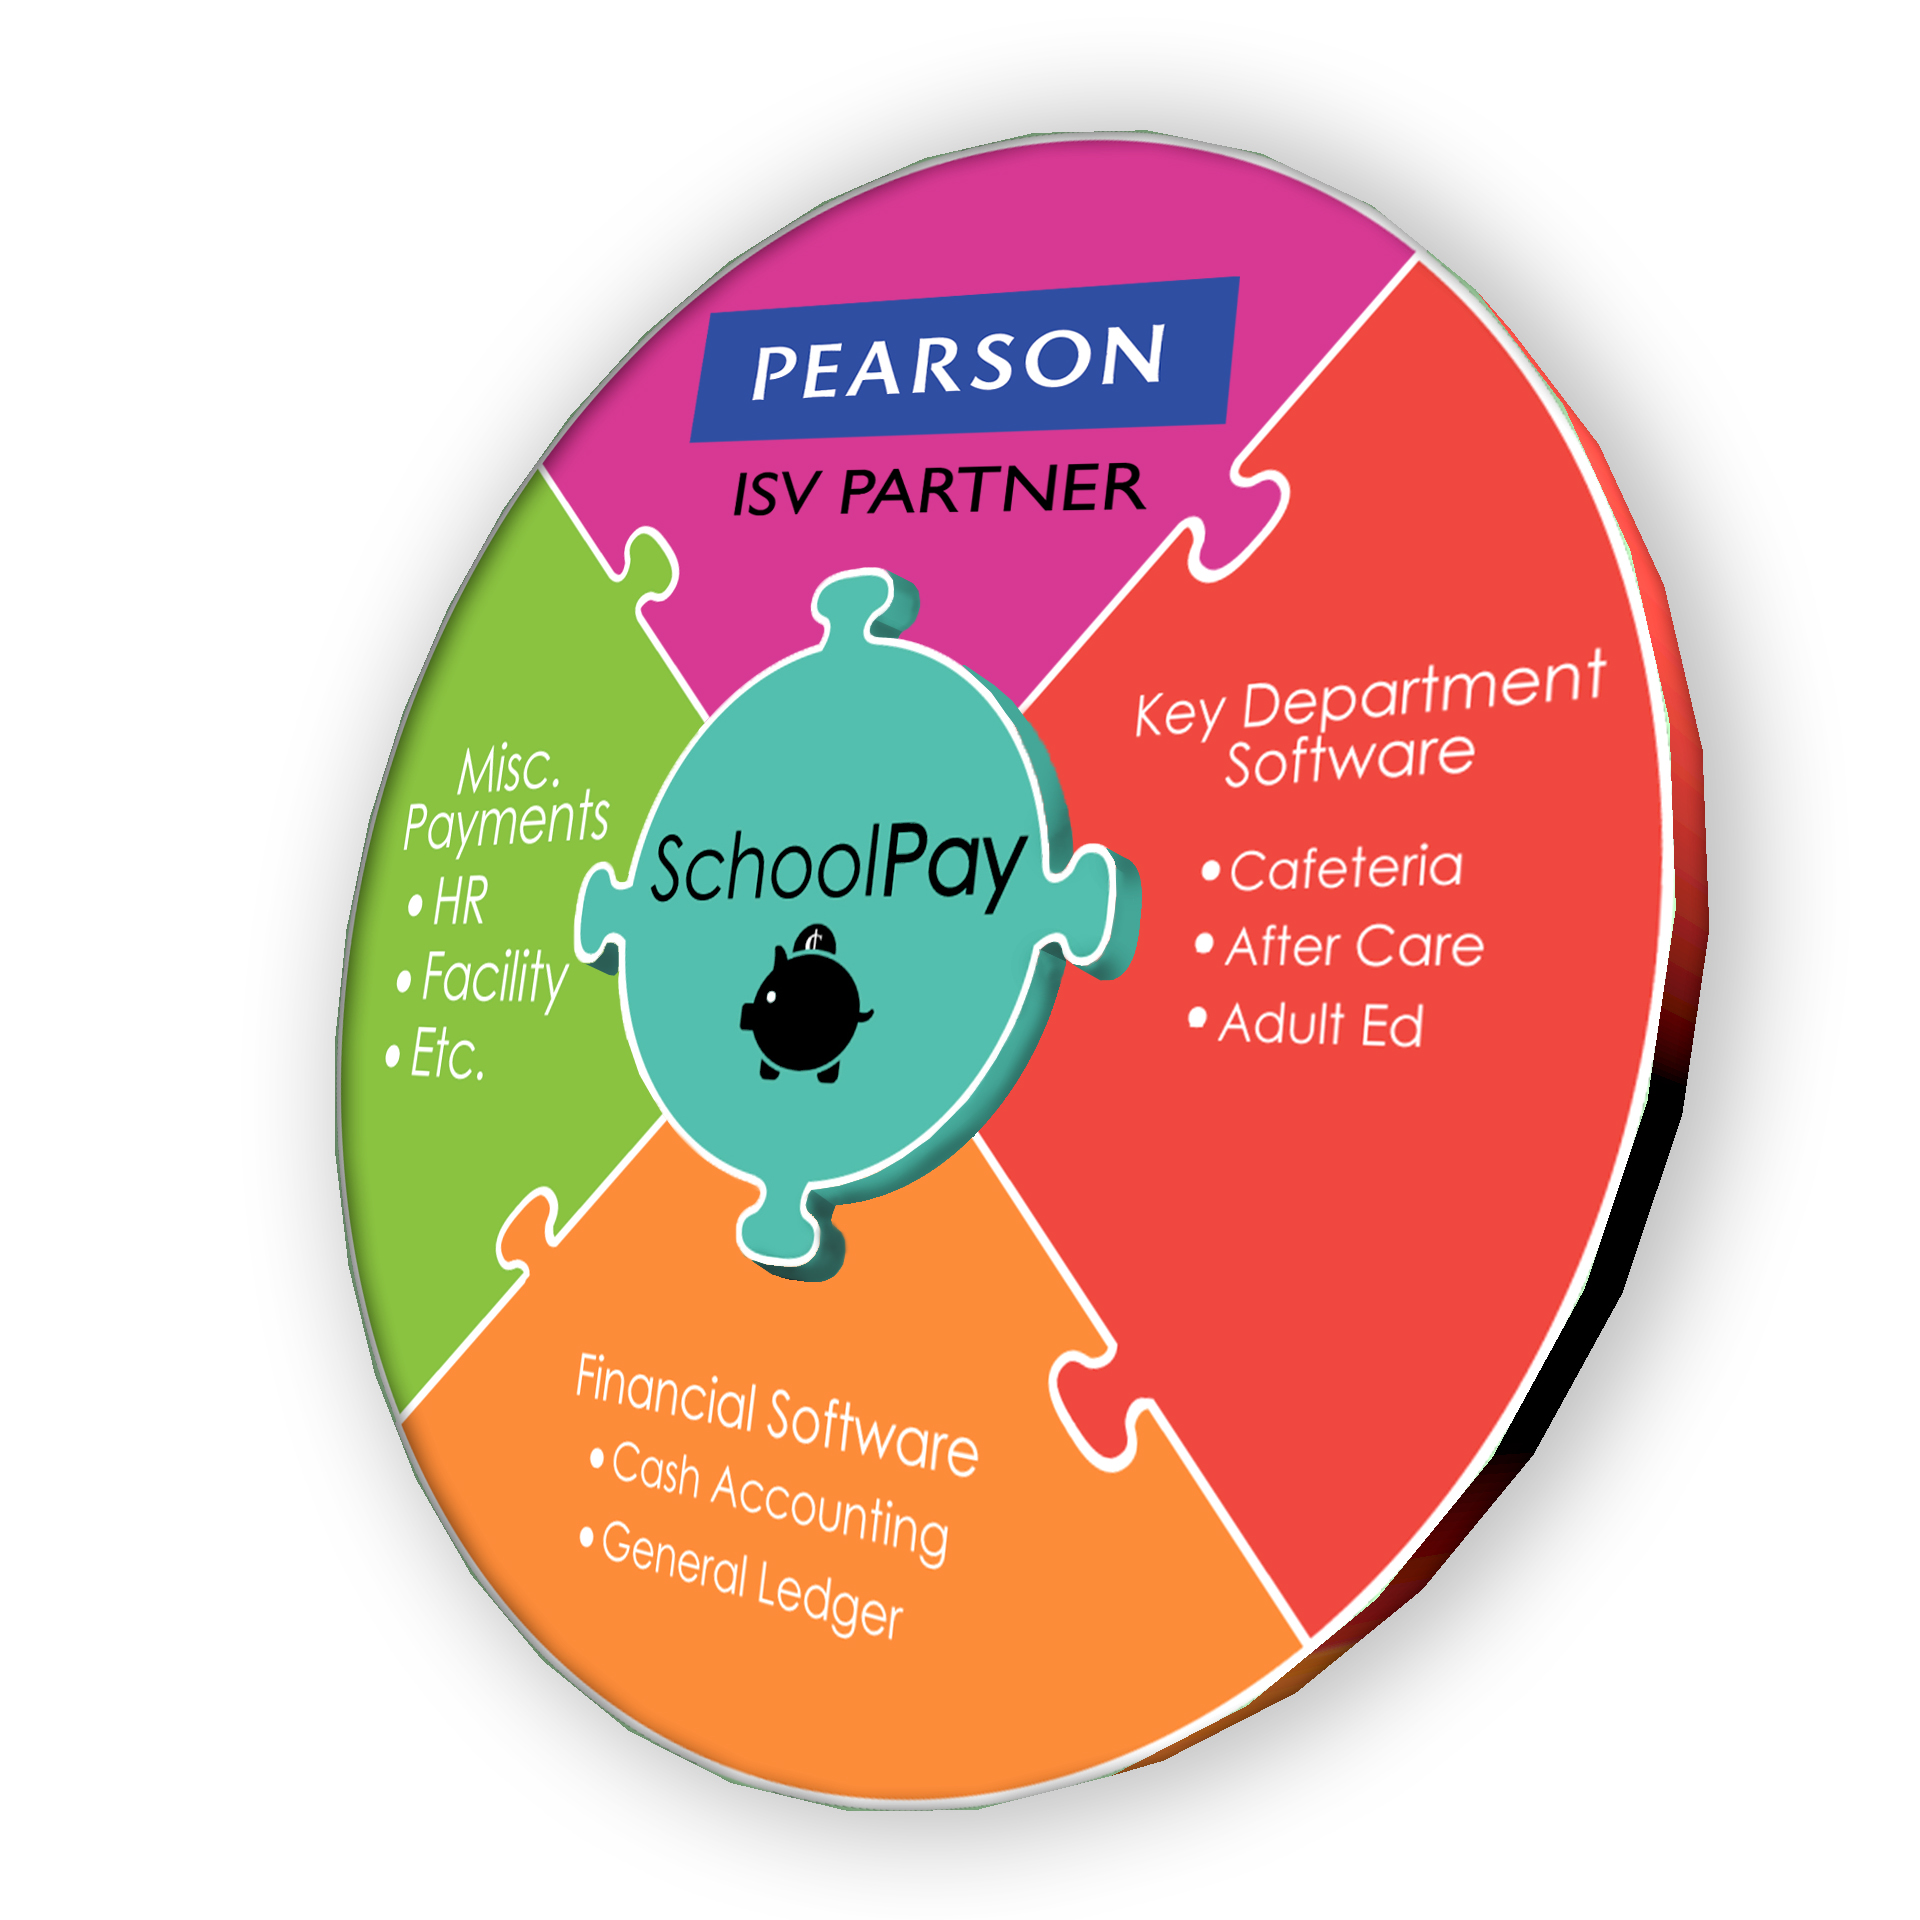 PEARSON
ISV PARTNER
Key Department
Software
• Cafeteria
• After Care
• Adult Ed
Misc.
Payments
• HR
• Facility
• Etc.
SchoolPay
¢
Financial Software
• Cash Accounting
• General Ledger